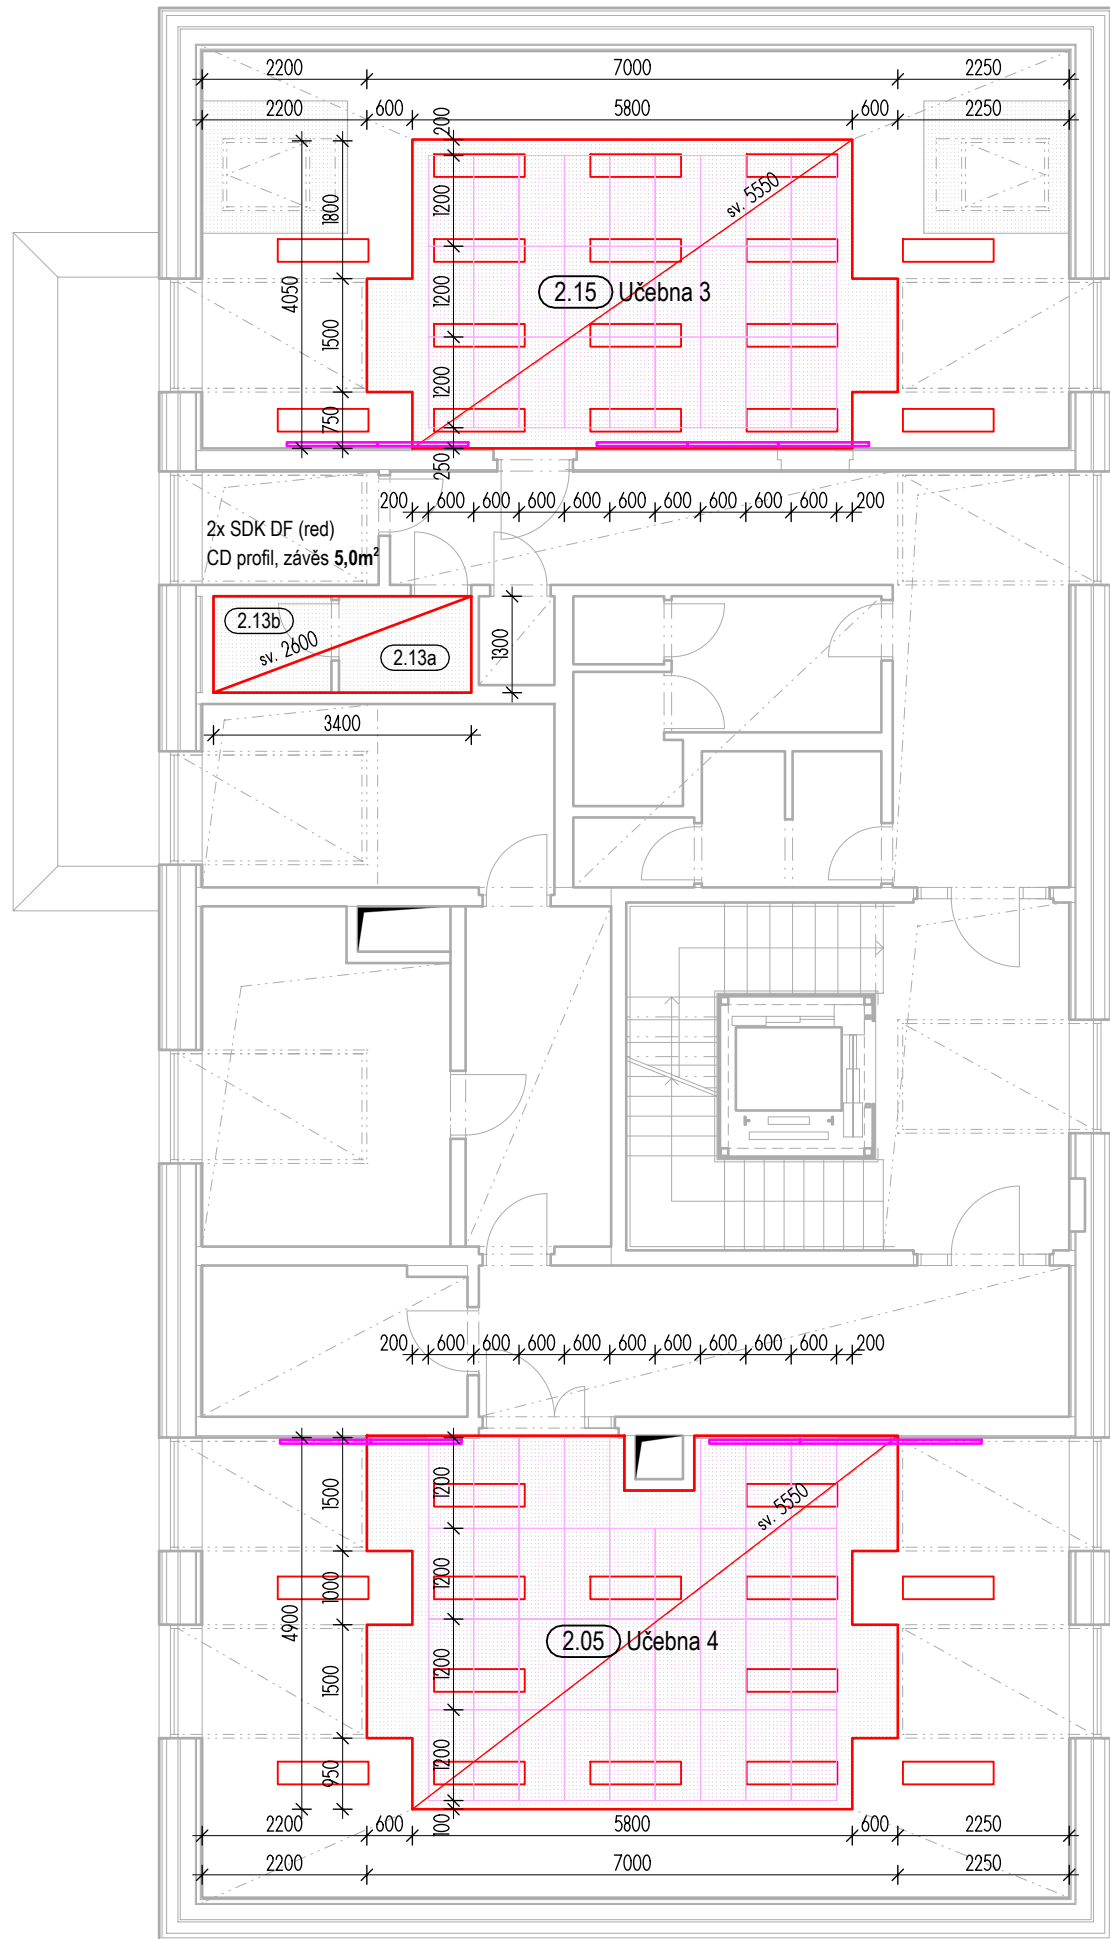 2200 7000 2250
2200 600 5800 600 2250
200
1200
1200
1200
250
1800
1500
750
4050
sv. 5550
2.15 Učebna 3
200 600 600 600 600 600 600 600 600 600 200
2x SDK DF (red)
CD profil, závěs 5,0m²
2.13b
sv. 2600
2.13a
1300
3400
200 600 600 600 600 600 600 600 600 600 200
1500
1000
1500
950
4900
1200
1200
1200
1200
100
sv. 5550
2.05 Učebna 4
2200 600 5800 600 2250
2200 7000 2250